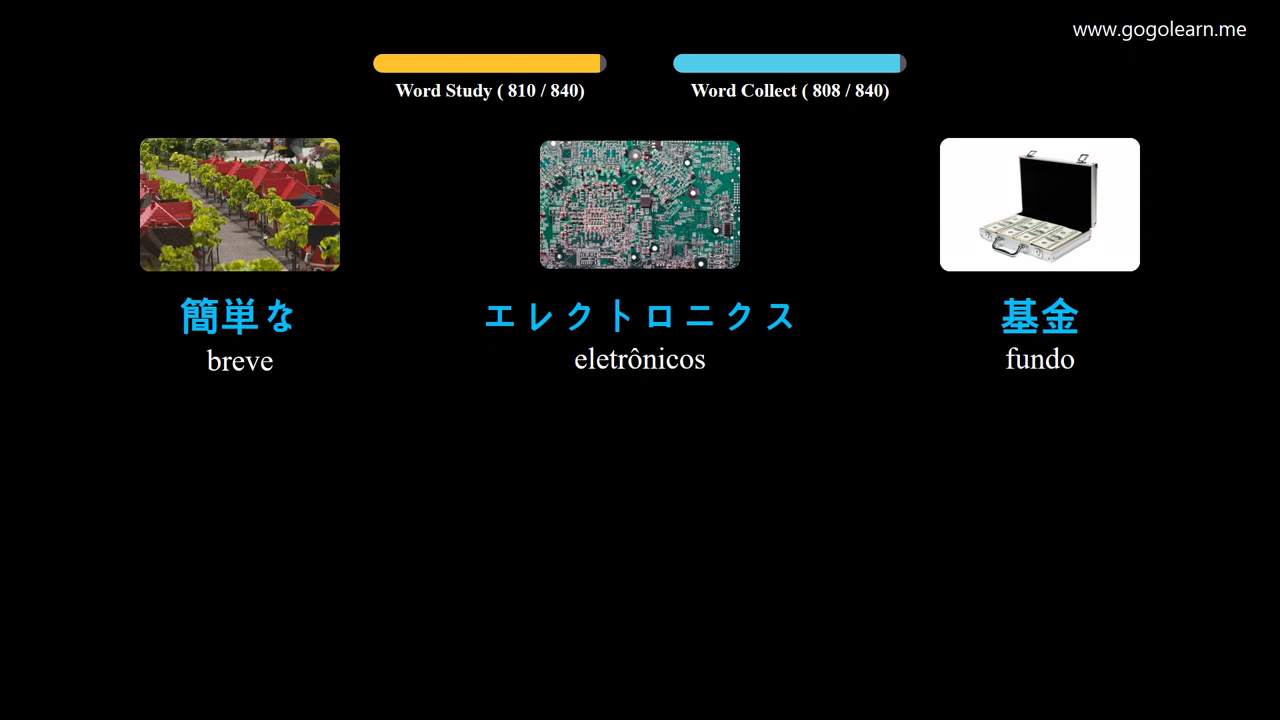 www.gogolearn.me
Word Study ( 810 / 840)
Word Collect ( 808 / 840)
簡単な
エレクトロニクス
基金
breve
eletrônicos
fundo